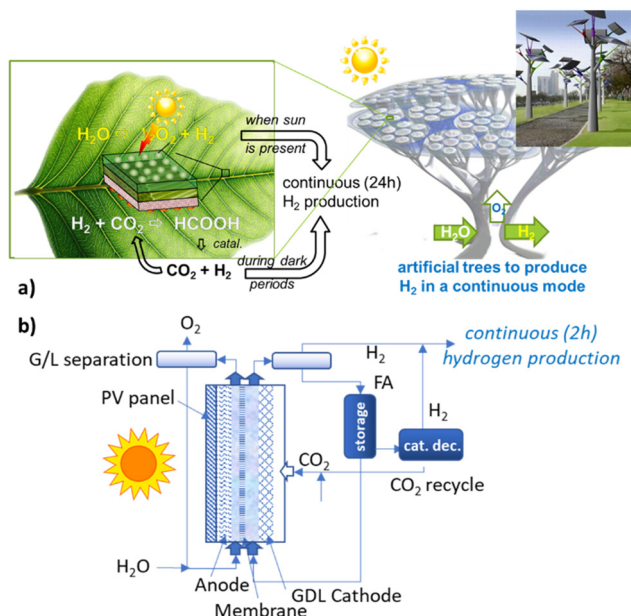 when sun
is present
H₂O ⇨ ½O₂ + H₂
continuous (24h)
H₂ production
H₂ + CO₂ ⇨ HCOOH
catal.
CO₂ + H₂
during dark
periods
O₂
H₂O
H₂
artificial trees to produce
H₂ in a continuous mode
a)
b)
O₂
G/L separation
PV panel
H₂
continuous (2h)
hydrogen production
FA
storage
H₂
cat. dec.
CO₂
CO₂ recycle
H₂O
Anode
Membrane
GDL Cathode